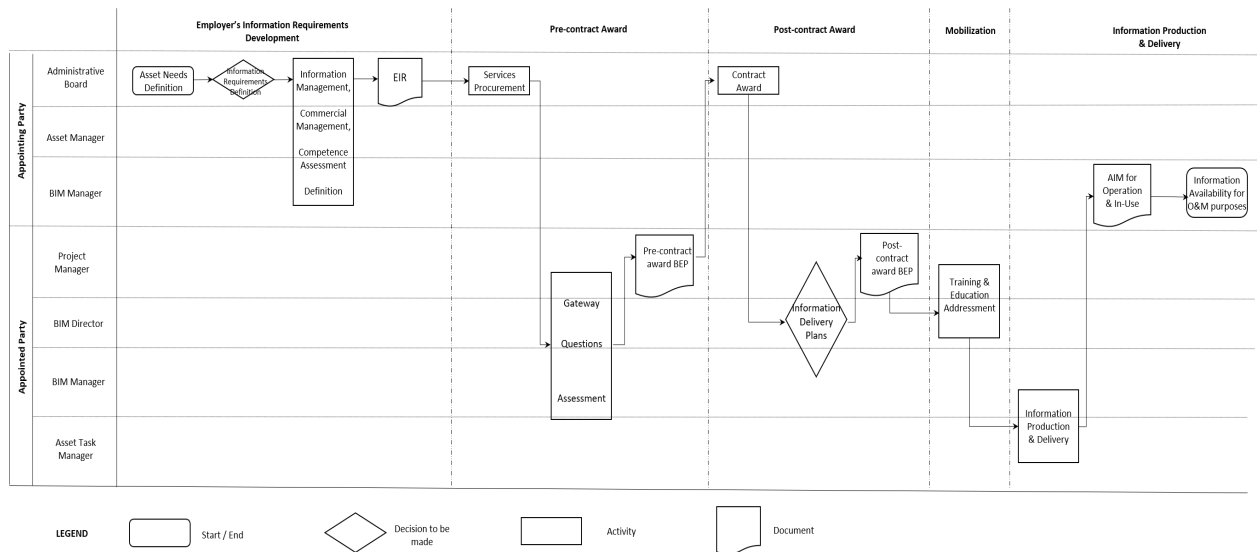 Employer's Information Requirements
Development
Pre-contract Award
Post-contract Award
Mobilization
Information Production
& Delivery
Appointing Party
Administrative
Board
Asset Needs
Definition
Information
Requirements
Definition
Information
Management,
Commercial
Management,
Competence
Assessment
Definition
EIR
Services
Procurement
Contract
Award
Asset Manager
BIM Manager
AIM for
Operation
& In-Use
Information
Availability for
O&M purposes
Appointed Party
Project
Manager
Pre-contract
award BEP
Post-
contract
award BEP
Training &
Education
Addressment
BIM Director
Gateway
Questions
Assessment
Information
Delivery
Plans
BIM Manager
Information
Production
& Delivery
Asset Task
Manager
LEGEND
Start / End
Decision to be
made
Activity
Document